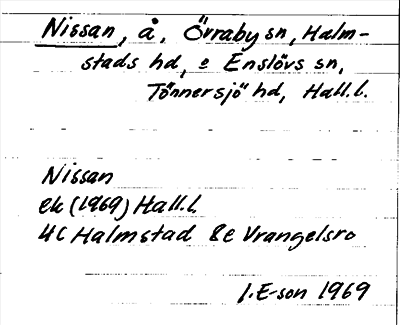 Nissan, å, Övraby sn, Halm-
stads hd, o Enslövs sn,
Tönnersjö hd, Hall.l.
Nissan
ek (1969) Hall.l.
4C Halmstad 8e Vrangelsro
J.E-son 1969